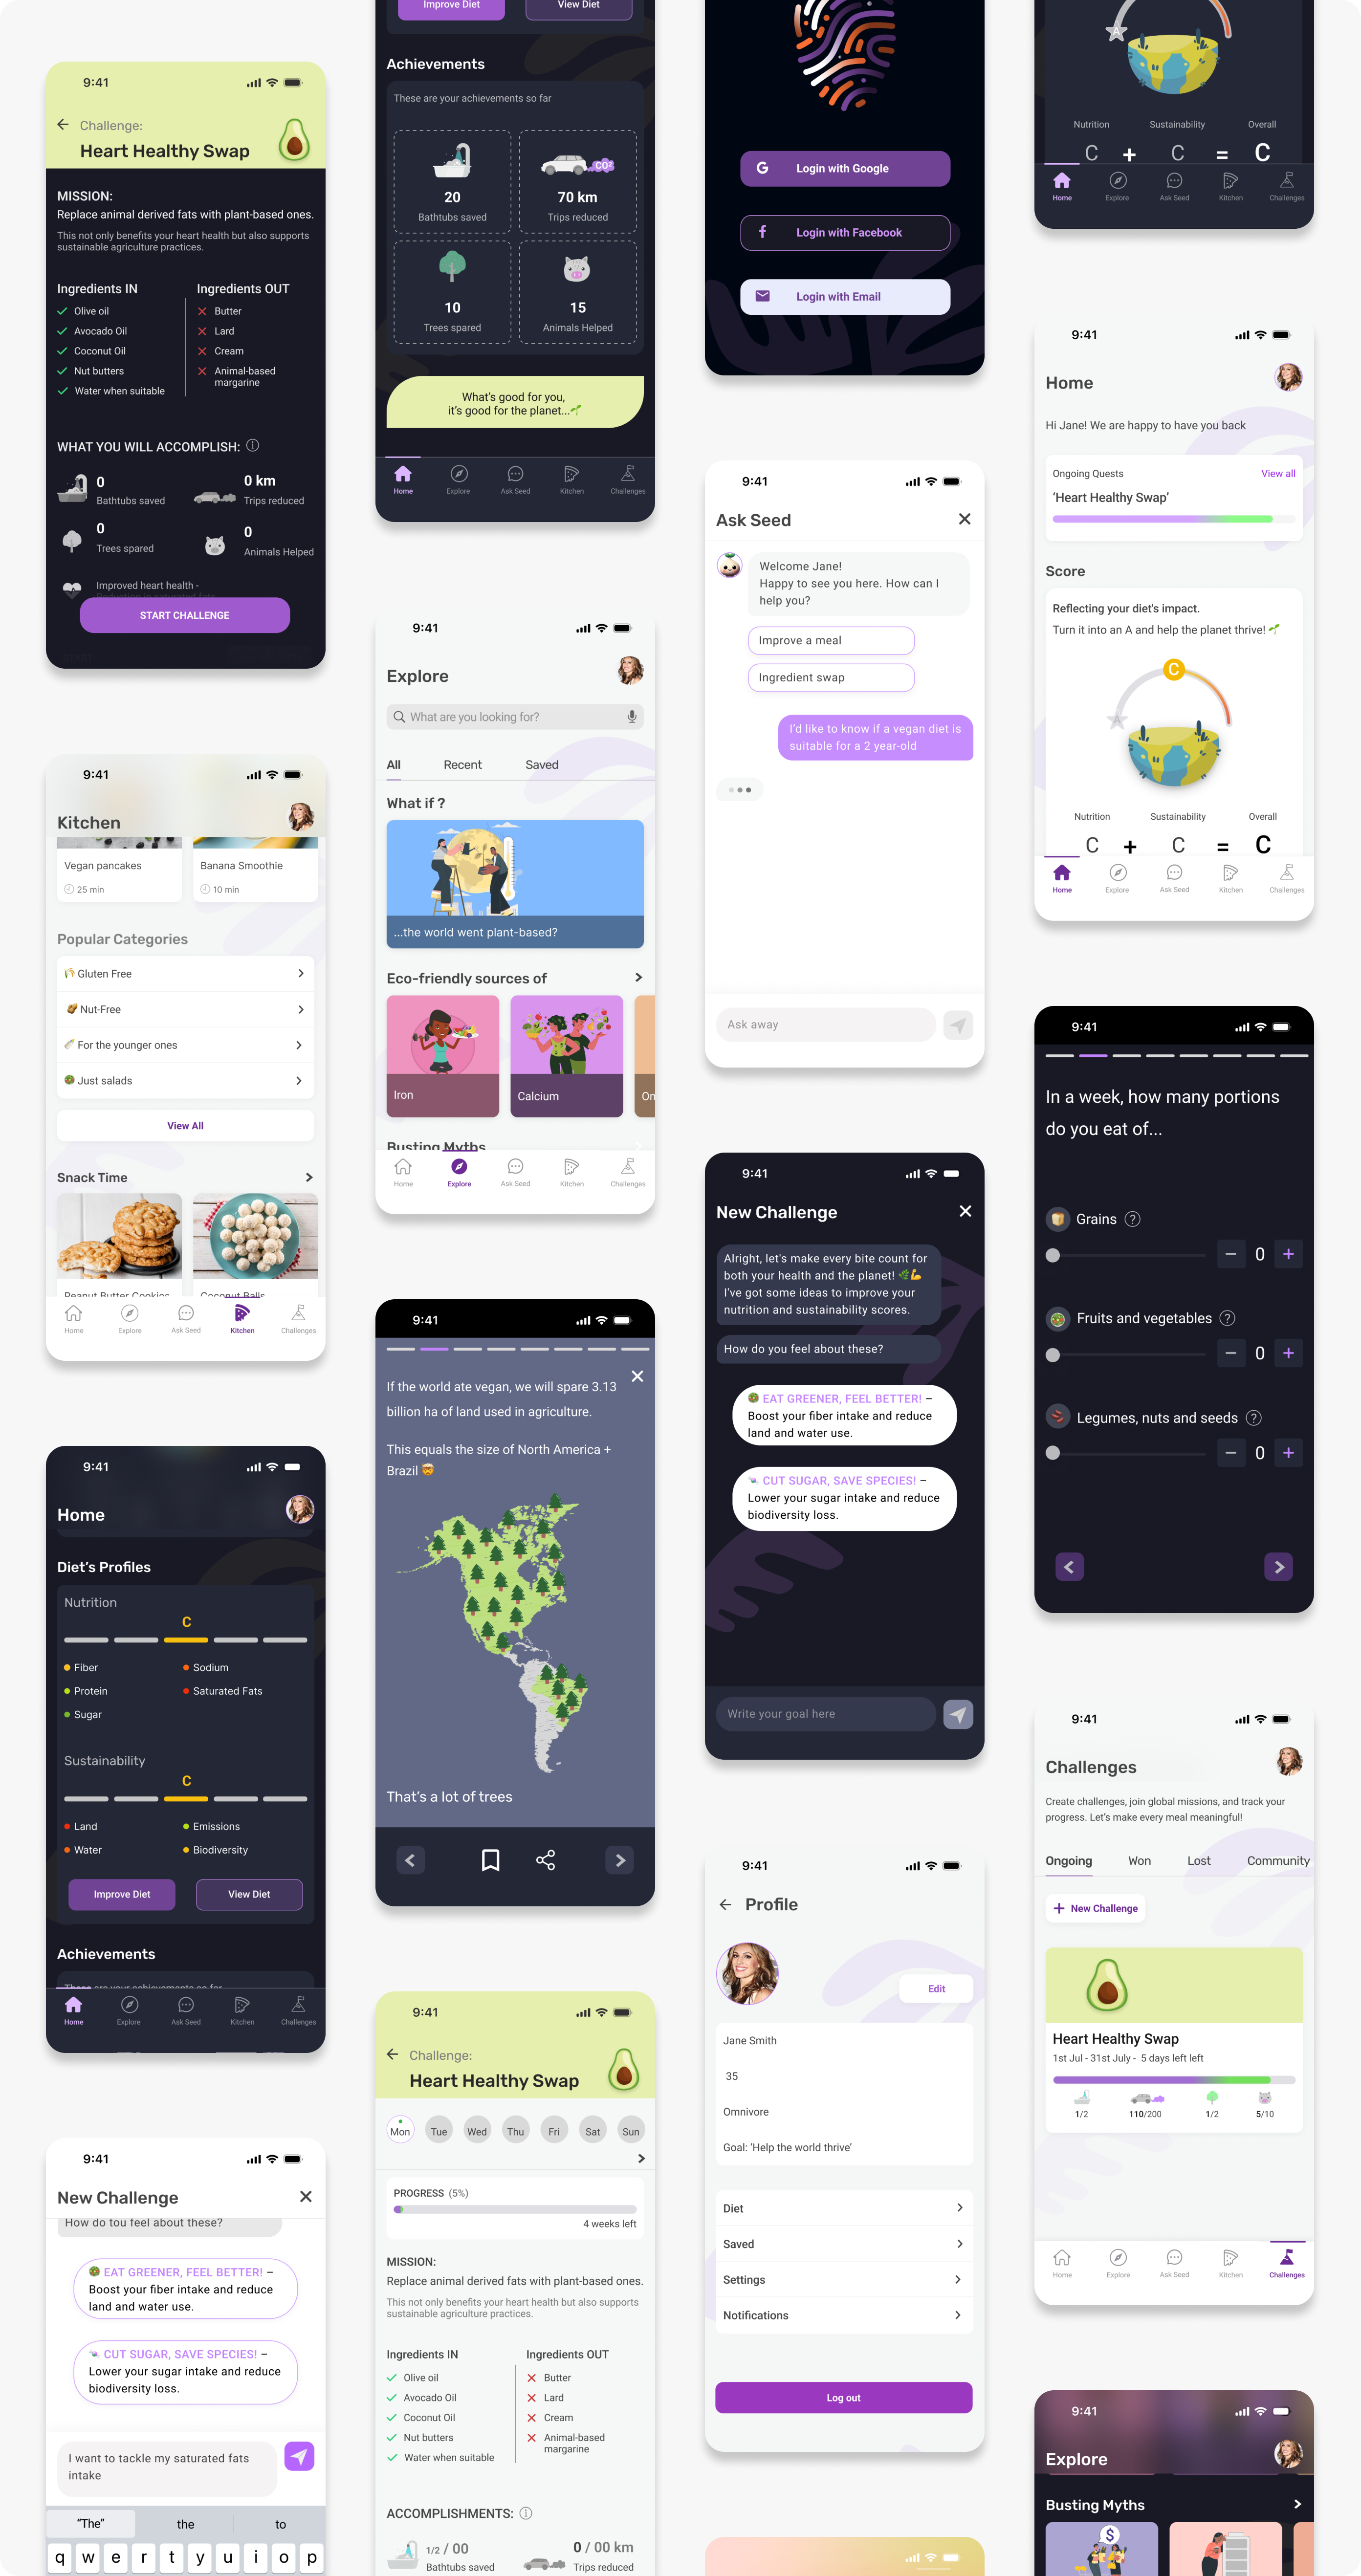 9:41
Challenge:
Heart Healthy Swap
MISSION:
Replace animal derived fats with plant-based ones.
This not only benefits your heart health but also supports
sustainable agriculture practices.
Ingredients IN
Olive oil
Avocado Oil
Coconut Oil
Nut butters
Water when suitable
Ingredients OUT
Butter
Lard
Cream
Animal-based
margarine
WHAT YOU WILL ACCOMPLISH:
0
Bathtubs saved
0 km
Trips reduced
0
Trees spared
0
Animals Helped
Improved heart health -
START CHALLENGE
9:41
Kitchen
Vegan pancakes
25 min
Banana Smoothie
10 min
Popular Categories
Gluten Free
Nut-Free
For the younger ones
Just salads
View All
Snack Time
Peanut Butter Cookies
Coconut Balls
Home
Explore
Ask Seed
Kitchen
Challenges
9:41
Home
Diet's Profiles
Nutrition
C
Fiber
Sodium
Protein
Saturated Fats
Sugar
Sustainability
C
Land
Emissions
Water
Biodiversity
Improve Diet
View Diet
Achievements
These are your achievements so far
Home
Explore
Ask Seed
Kitchen
Challenges
9:41
New Challenge
How do tou feel about these?
EAT GREENER, FEEL BETTER! –
Boost your fiber intake and reduce
land and water use.
CUT SUGAR, SAVE SPECIES! –
Lower your sugar intake and reduce
biodiversity loss.
I want to tackle my saturated fats
intake
"The"
the
to
q w e r t y u i o p
Improve Diet
View Diet
Achievements
These are your achievements so far
20
Bathtubs saved
70 km
Trips reduced
CO²
10
Trees spared
15
Animals Helped
What's good for you,
it's good for the planet...
Home
Explore
Ask Seed
Kitchen
Challenges
9:41
Explore
What are you looking for?
All
Recent
Saved
What if ?
...the world went plant-based?
Eco-friendly sources of
Iron
Calcium
On
Busting Myths
Home
Explore
Ask Seed
Kitchen
Challenges
9:41
If the world ate vegan, we will spare 3.13
billion ha of land used in agriculture.
This equals the size of North America +
Brazil
That's a lot of trees
9:41
Challenge:
Heart Healthy Swap
Mon
Tue
Wed
Thu
Fri
Sat
Sun
PROGRESS (5%)
4 weeks left
MISSION:
Replace animal derived fats with plant-based ones.
This not only benefits your heart health but also supports
sustainable agriculture practices.
Ingredients IN
Olive oil
Avocado Oil
Coconut Oil
Nut butters
Water when suitable
Ingredients OUT
Butter
Lard
Cream
Animal-based
margarine
ACCOMPLISHMENTS:
1/2 / 00
Bathtubs saved
0 / 00 km
Trips reduced
Login with Google
Login with Facebook
Login with Email
9:41
Ask Seed
Welcome Jane!
Happy to see you here. How can I
help you?
Improve a meal
Ingredient swap
I'd like to know if a vegan diet is
suitable for a 2 year-old
Ask away
9:41
New Challenge
Alright, let's make every bite count for
both your health and the planet!
I've got some ideas to improve your
nutrition and sustainability scores.
How do you feel about these?
EAT GREENER, FEEL BETTER! –
Boost your fiber intake and reduce
land and water use.
CUT SUGAR, SAVE SPECIES! –
Lower your sugar intake and reduce
biodiversity loss.
Write your goal here
9:41
Profile
Edit
Jane Smith
35
Omnivore
Goal: 'Help the world thrive'
Diet
Saved
Settings
Notifications
Log out
A
Nutrition
Sustainability
Overall
C + C = C
Home
Explore
Ask Seed
Kitchen
Challenges
9:41
Home
Hi Jane! We are happy to have you back
Ongoing Quests
View all
'Heart Healthy Swap'
Score
Reflecting your diet's impact.
Turn it into an A and help the planet thrive!
C
A
Nutrition
Sustainability
Overall
C + C = C
Home
Explore
Ask Seed
Kitchen
Challenges
9:41
In a week, how many portions
do you eat of...
Grains ?
− 0 +
Fruits and vegetables ?
− 0 +
Legumes, nuts and seeds ?
− 0 +
9:41
Challenges
Create challenges, join global missions, and track your
progress. Let's make every meal meaningful!
Ongoing
Won
Lost
Community
+ New Challenge
Heart Healthy Swap
1st Jul - 31st July - 5 days left left
1/2
110/200
1/2
5/10
Home
Explore
Ask Seed
Kitchen
Challenges
9:41
Explore
Busting Myths
$